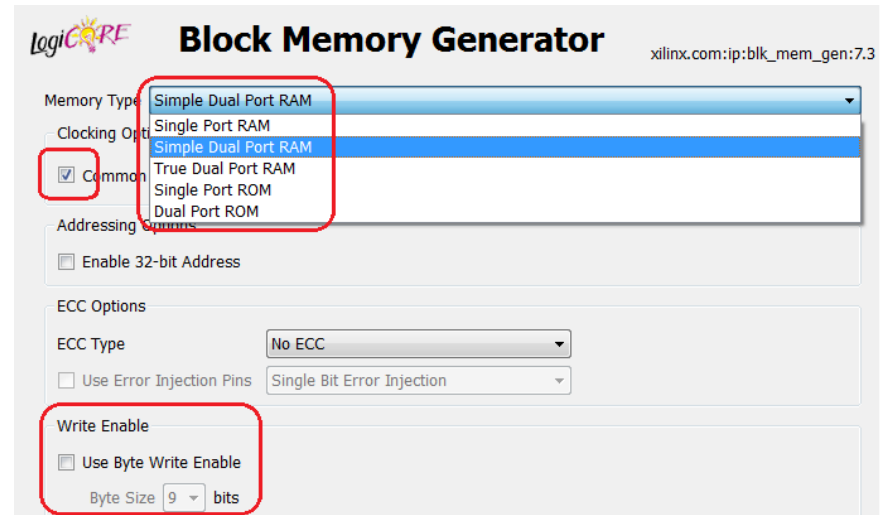 LogiCORE
Block Memory Generator
xilinx.com:ip:blk_mem_gen:7.3
Memory Type Simple Dual Port RAM
Clocking Opti
Single Port RAM
Simple Dual Port RAM
Common
True Dual Port RAM
Single Port ROM
Dual Port ROM
Addressing Options
Enable 32-bit Address
ECC Options
ECC Type No ECC
Use Error Injection Pins Single Bit Error Injection
Write Enable
Use Byte Write Enable
Byte Size 9 bits